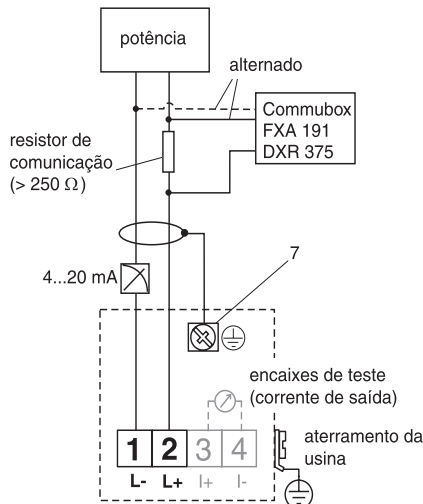 potência
alternado
Commubox
FXA 191
DXR 375
resistor de
comunicação
(> 250 Ω)
7
4...20 mA
encaixes de teste
(corrente de saída)
1 2 3 4
L- L+ I+ I-
aterramento da
usina